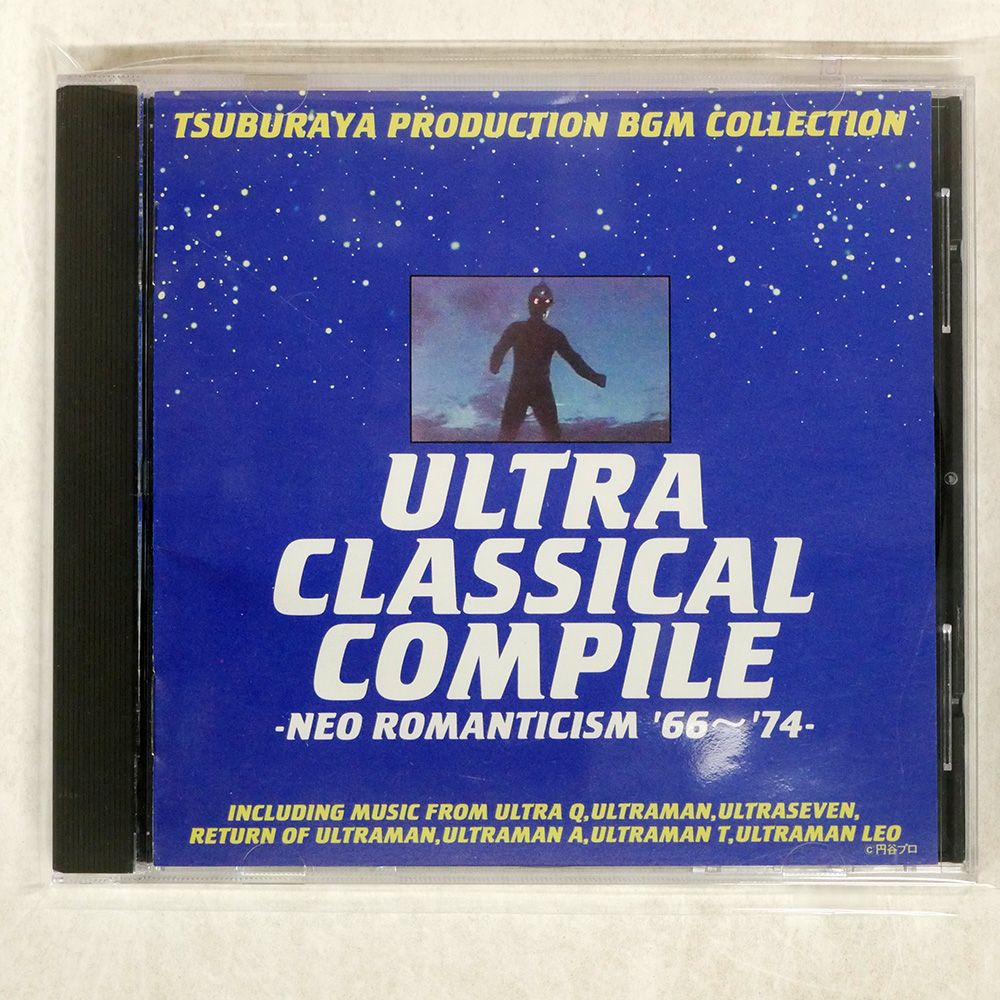 TSUBURAYA PRODUCTION BGM COLLECTION
ULTRA
CLASSICAL
COMPILE
-NEO ROMANTICISM '66～'74-
INCLUDING MUSIC FROM ULTRA Q,ULTRAMAN,ULTRASEVEN,
RETURN OF ULTRAMAN,ULTRAMAN A,ULTRAMAN T,ULTRAMAN LEO
c 円谷プロ